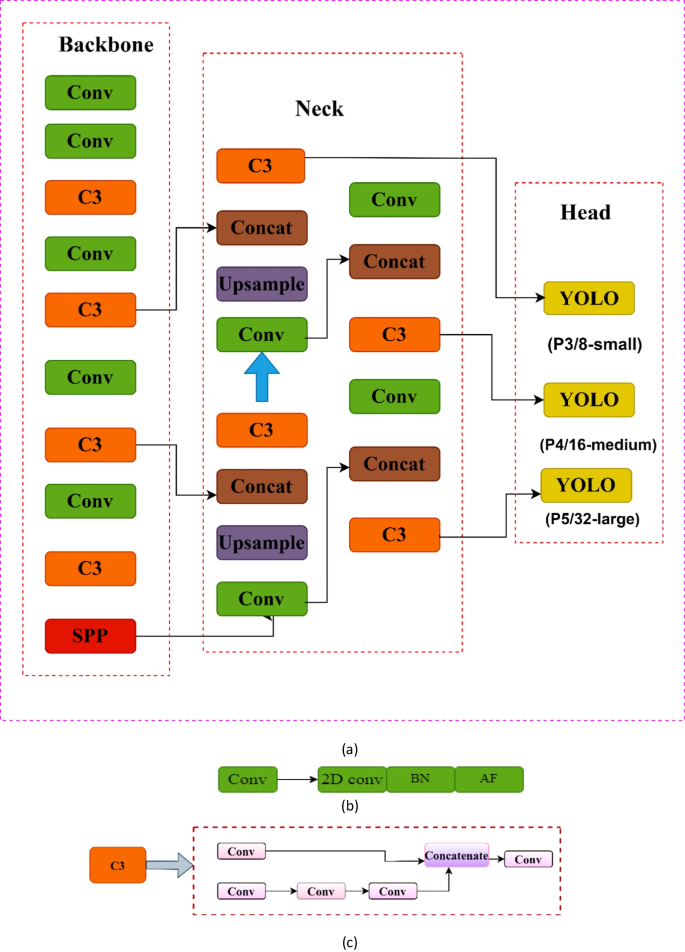 Backbone
Conv
Conv
C3
Conv
C3
Conv
C3
Conv
C3
SPP
Neck
C3
Concat
Upsample
Conv
C3
Concat
Upsample
Conv
Conv
Concat
C3
Conv
Concat
C3
Head
YOLO
(P3/8-small)
YOLO
(P4/16-medium)
YOLO
(P5/32-large)
(a)
Conv 2D conv BN AF
(b)
C3
Conv Concatenate Conv
Conv Conv Conv
(c)